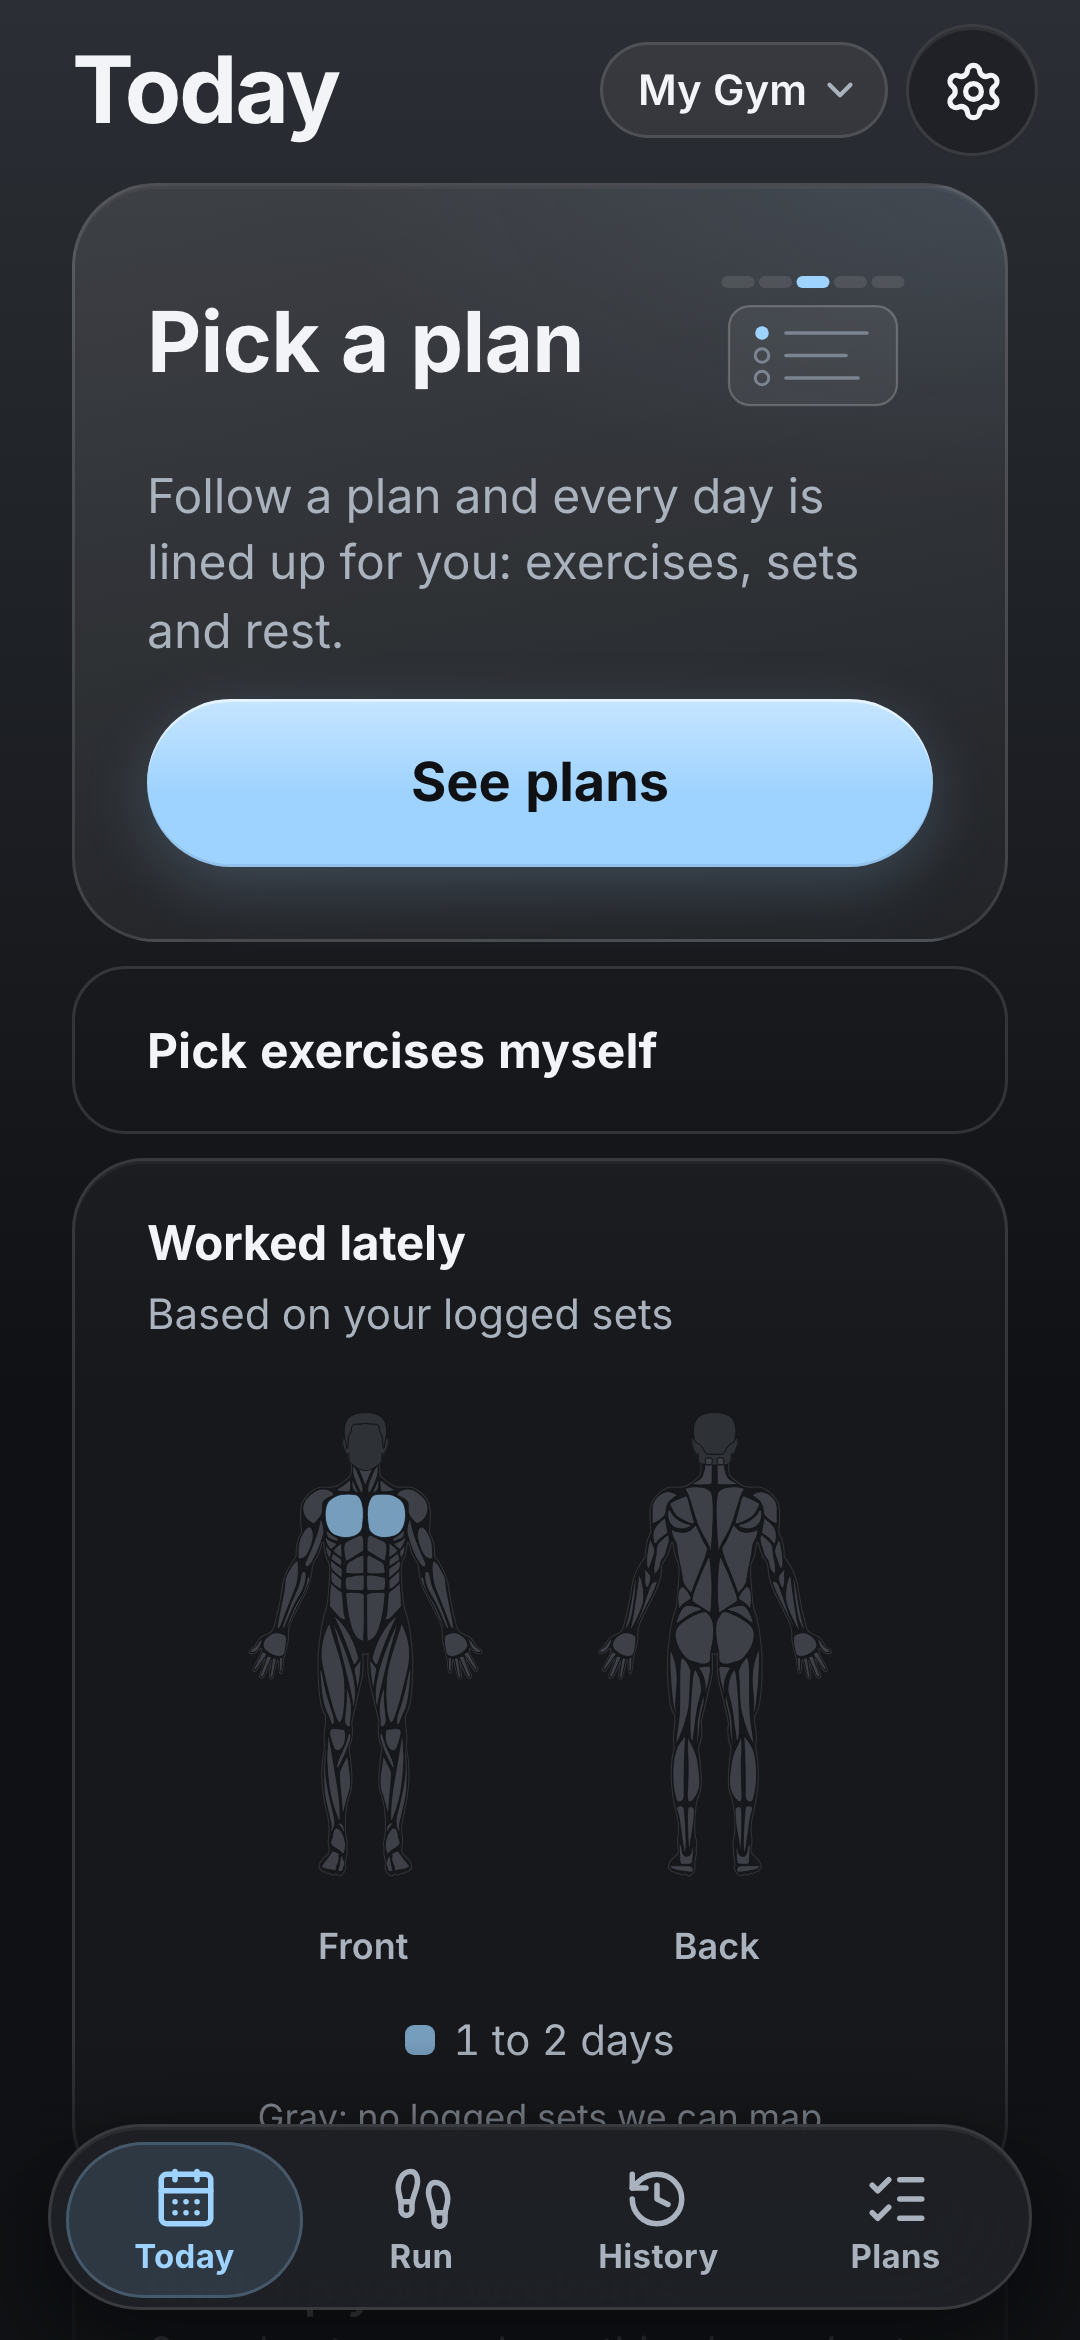 Today
My Gym
Pick a plan
Follow a plan and every day is
lined up for you: exercises, sets
and rest.
See plans
Pick exercises myself
Worked lately
Based on your logged sets
Front
Back
1 to 2 days
Gray: no logged sets we can map
Today
Run
History
Plans